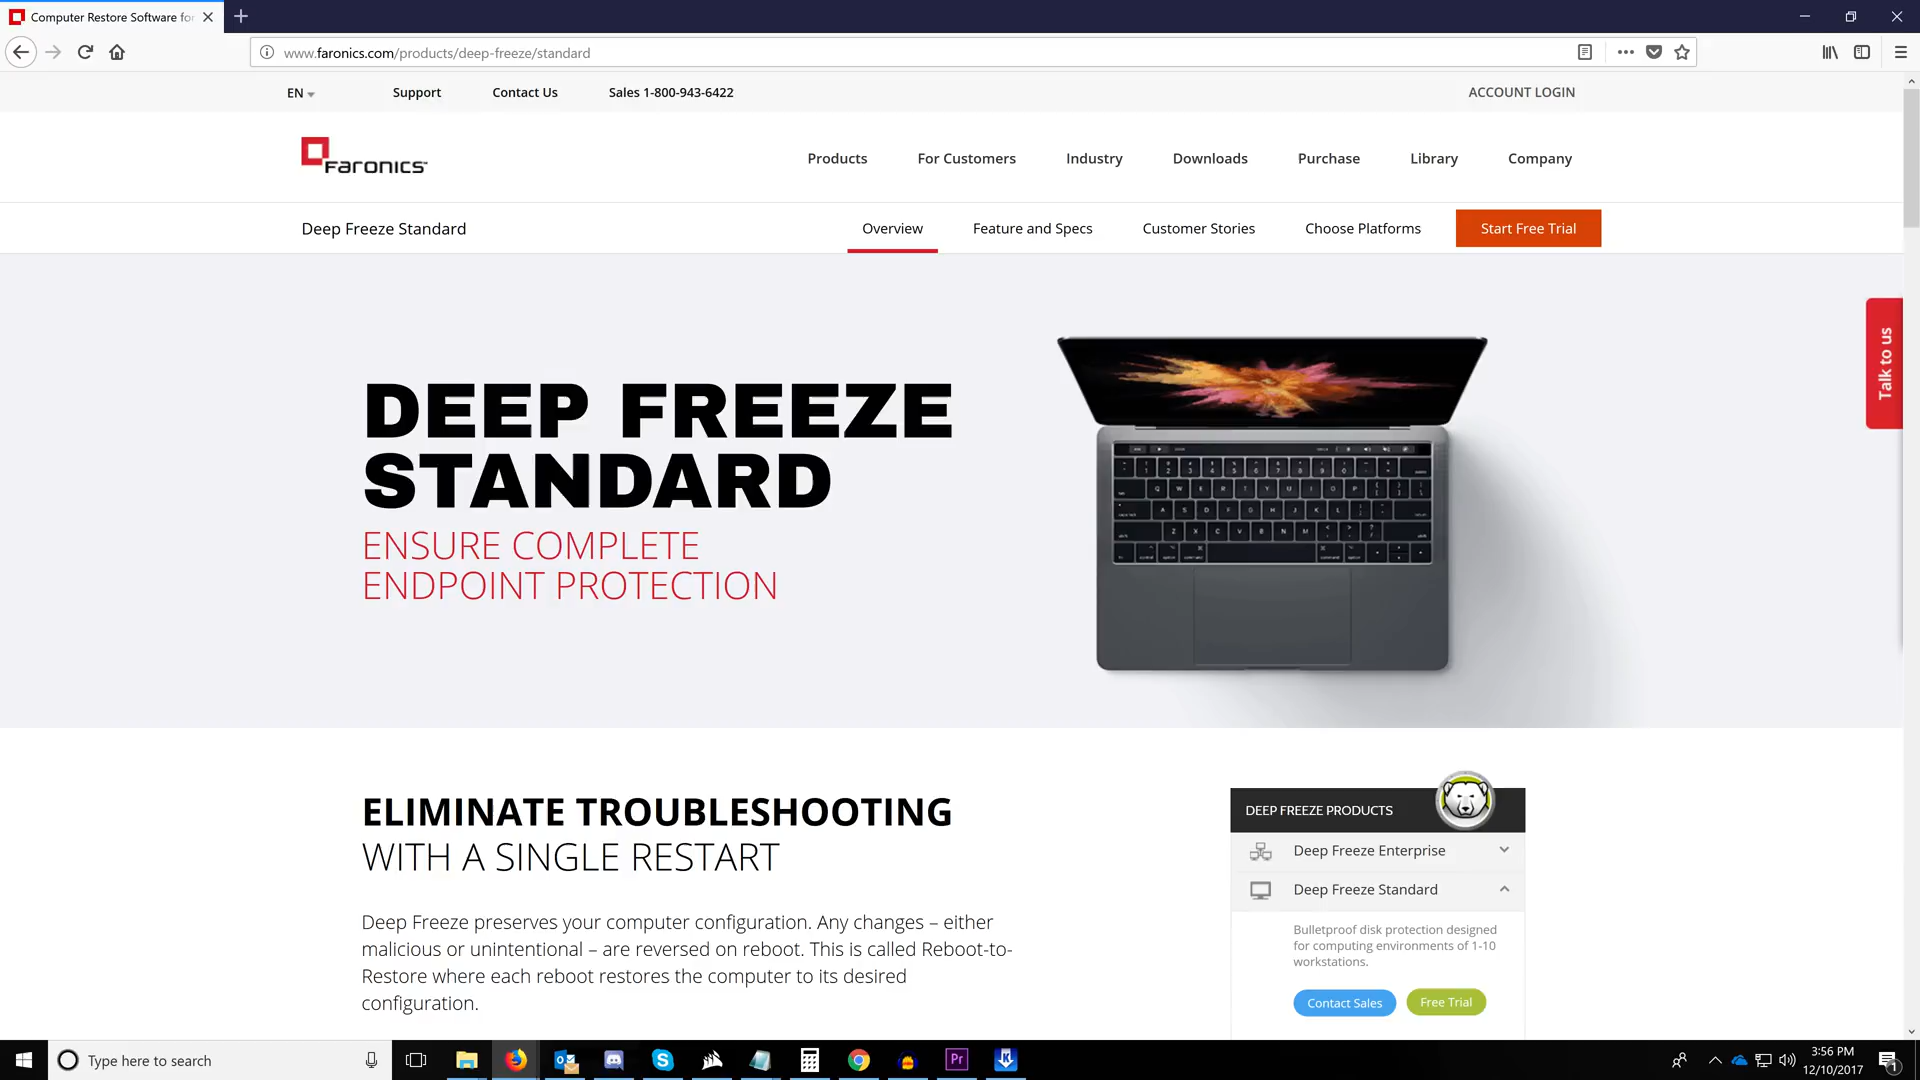 Computer Restore Software fo
www.faronics.com/products/deep-freeze/standard
EN
Support
Contact Us
Sales 1-800-943-6422
ACCOUNT LOGIN
Faronics
Products
For Customers
Industry
Downloads
Purchase
Library
Company
Deep Freeze Standard
Overview
Feature and Specs
Customer Stories
Choose Platforms
Start Free Trial
Talk to us
DEEP FREEZE
STANDARD
ENSURE COMPLETE
ENDPOINT PROTECTION
ELIMINATE TROUBLESHOOTING
WITH A SINGLE RESTART
Deep Freeze preserves your computer configuration. Any changes – either
malicious or unintentional – are reversed on reboot. This is called Reboot-to-
Restore where each reboot restores the computer to its desired
configuration.
DEEP FREEZE PRODUCTS
Deep Freeze Enterprise
Deep Freeze Standard
Bulletproof disk protection designed
for computing environments of 1-10
workstations.
Contact Sales
Free Trial
Type here to search
Pr
3:56 PM
12/10/2017
1